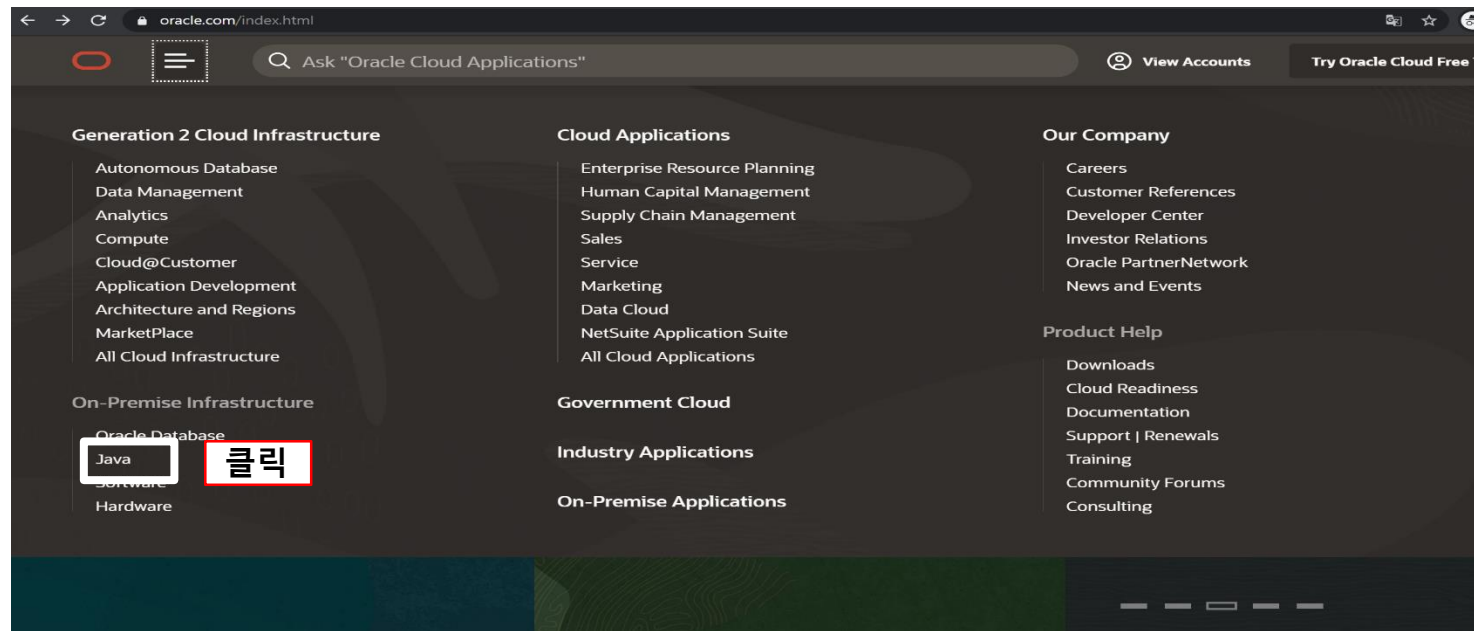 oracle.com/index.html
Ask "Oracle Cloud Applications"
View Accounts
Try Oracle Cloud Free
Generation 2 Cloud Infrastructure
Autonomous Database
Data Management
Analytics
Compute
Cloud@Customer
Application Development
Architecture and Regions
MarketPlace
All Cloud Infrastructure
On-Premise Infrastructure
Oracle Database
Java
클릭
Software
Hardware
Cloud Applications
Enterprise Resource Planning
Human Capital Management
Supply Chain Management
Sales
Service
Marketing
Data Cloud
NetSuite Application Suite
All Cloud Applications
Government Cloud
Industry Applications
On-Premise Applications
Our Company
Careers
Customer References
Developer Center
Investor Relations
Oracle PartnerNetwork
News and Events
Product Help
Downloads
Cloud Readiness
Documentation
Support | Renewals
Training
Community Forums
Consulting